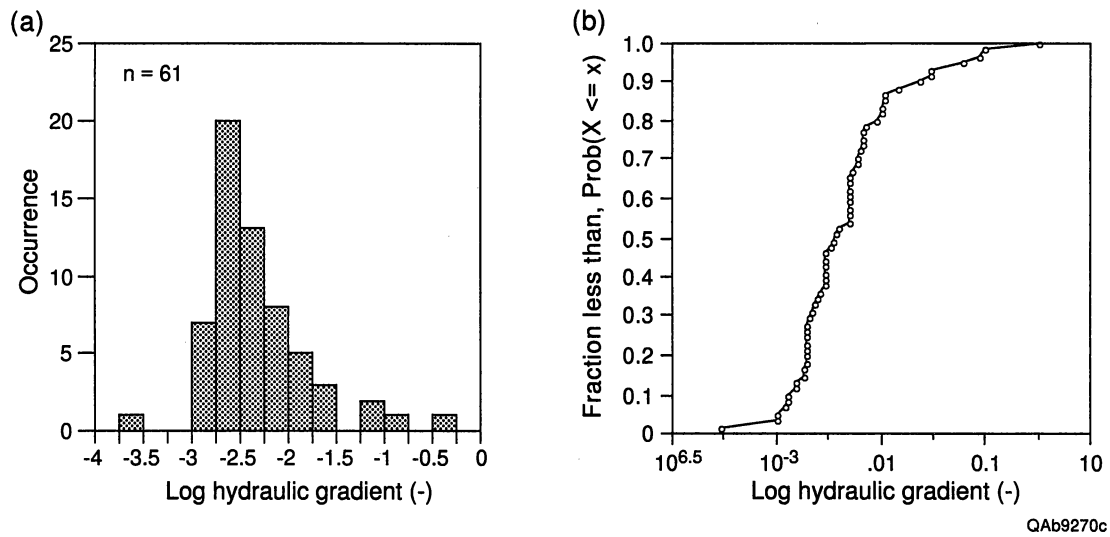 (a)
25
20
15
10
5
0
n = 61
Occurrence
-4 -3.5 -3 -2.5 -2 -1.5 -1 -0.5 0
Log hydraulic gradient (-)
(b)
1.0
0.9
0.8
0.7
0.6
0.5
0.4
0.3
0.2
0.1
0
Fraction less than, Prob(X <= x)
10^6.5 10^-3 .01 0.1 10
Log hydraulic gradient (-)
QAb9270c